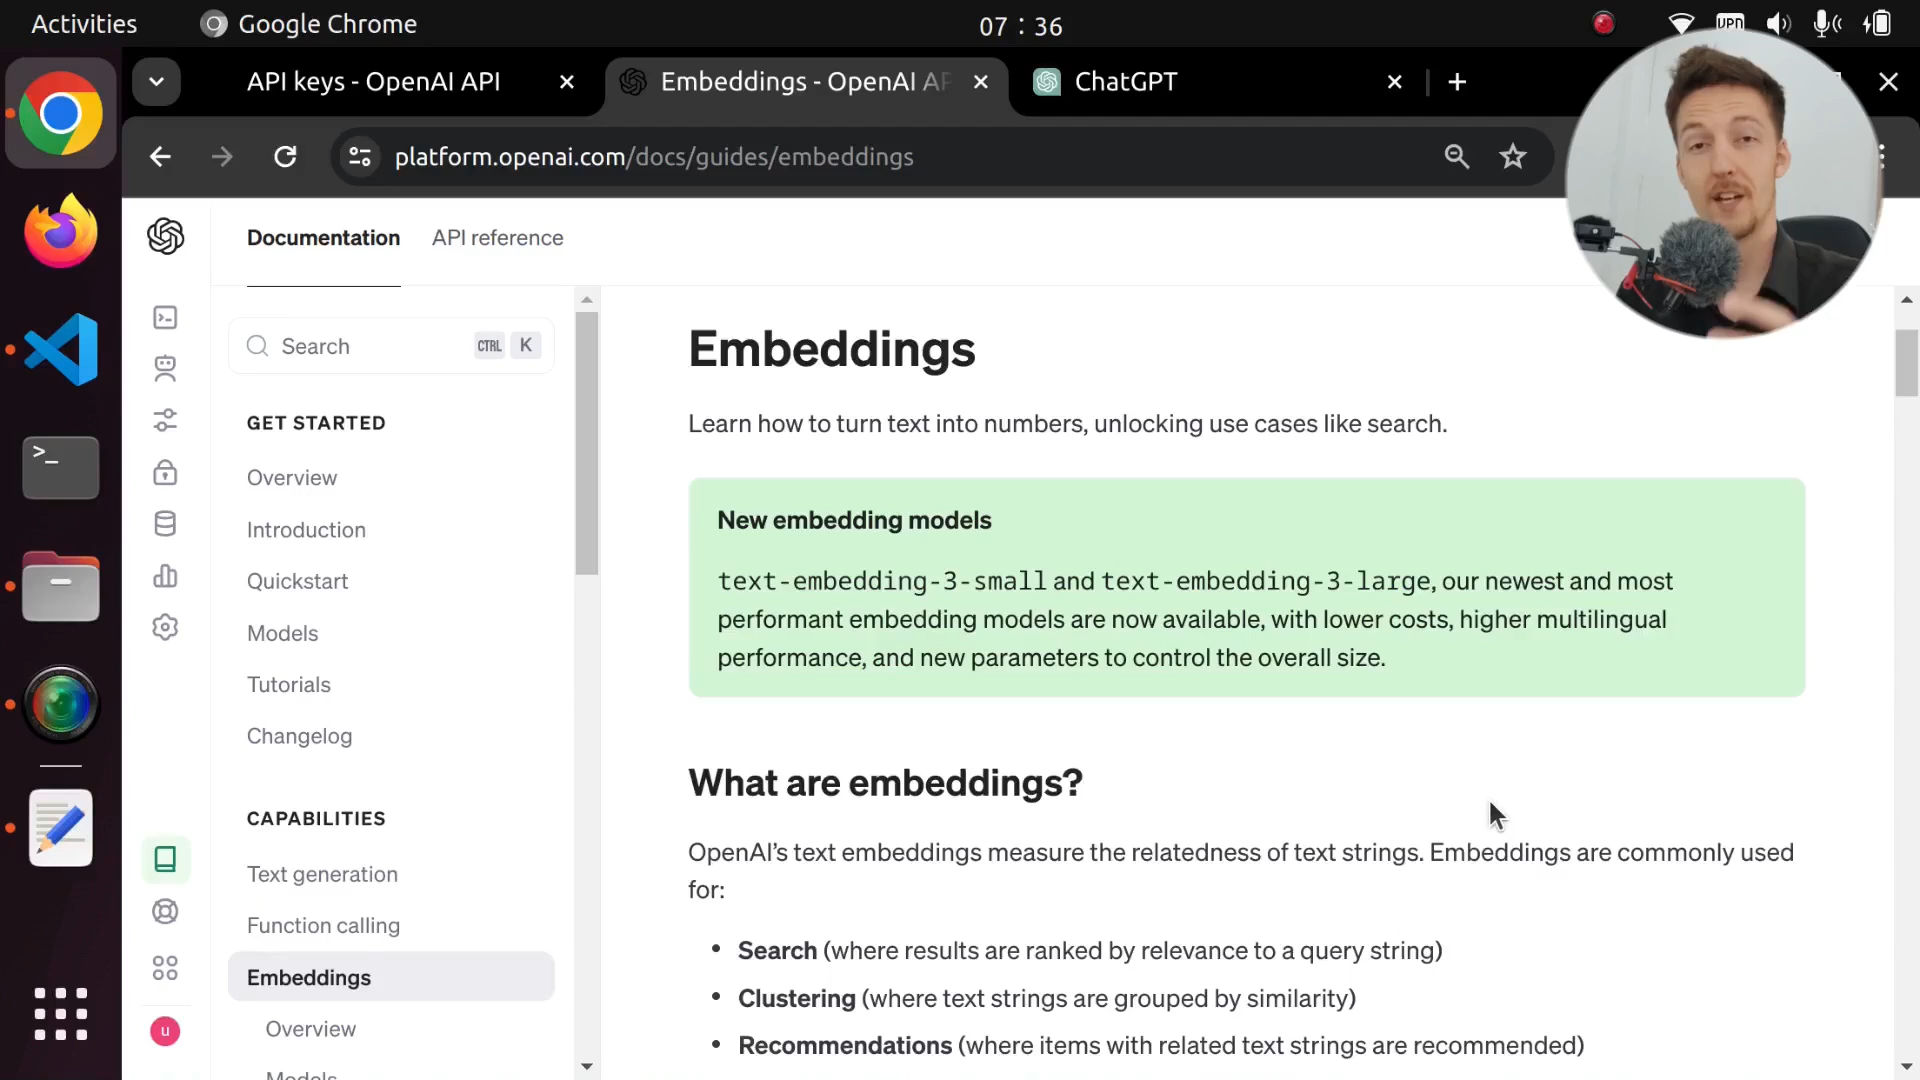 Activities
Google Chrome
07 : 36
VPN
API keys - OpenAI API
Embeddings - OpenAI AP
ChatGPT
platform.openai.com/docs/guides/embeddings
Documentation
API reference
Search
CTRL
K
GET STARTED
Overview
Introduction
Quickstart
Models
Tutorials
Changelog
CAPABILITIES
Text generation
Function calling
Embeddings
Overview
Models
u
Embeddings
Learn how to turn text into numbers, unlocking use cases like search.
New embedding models
text-embedding-3-small and text-embedding-3-large, our newest and most
performant embedding models are now available, with lower costs, higher multilingual
performance, and new parameters to control the overall size.
What are embeddings?
OpenAI’s text embeddings measure the relatedness of text strings. Embeddings are commonly used
for:
• Search (where results are ranked by relevance to a query string)
• Clustering (where text strings are grouped by similarity)
• Recommendations (where items with related text strings are recommended)